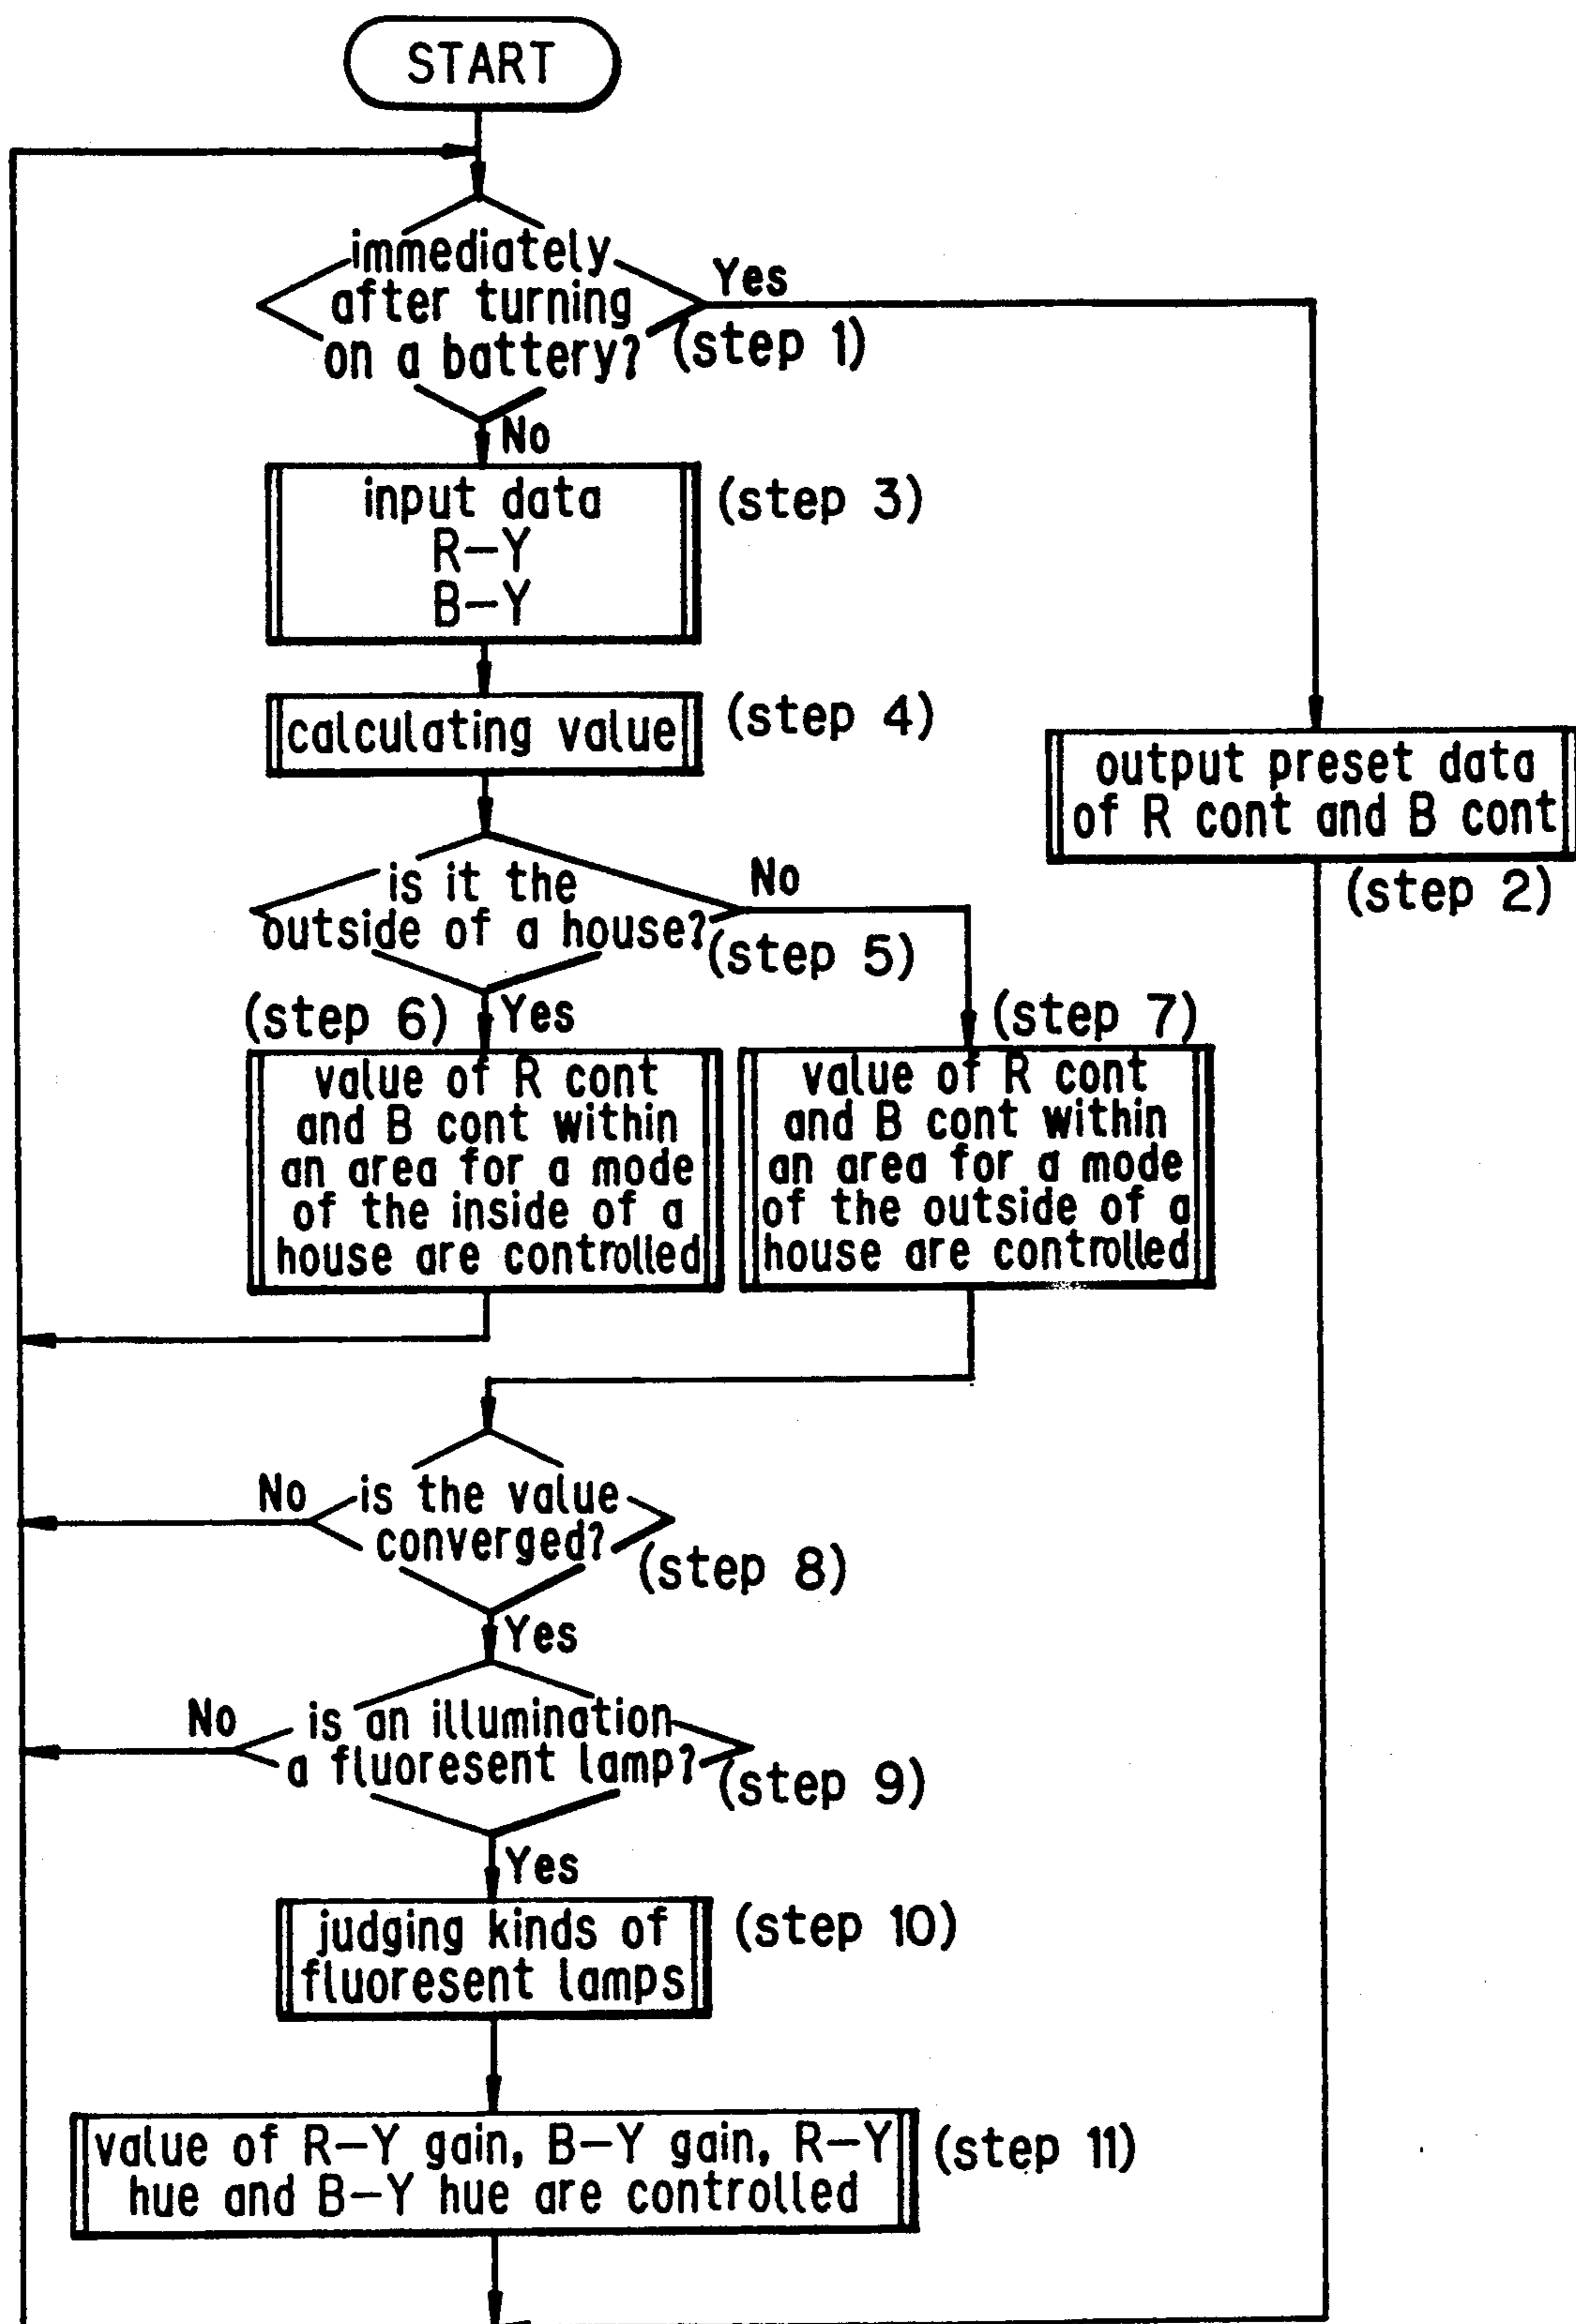 START
immediately
after turning
on a battery?
Yes
(step 1)
No
input data
R-Y
B-Y
(step 3)
calculating value
(step 4)
output preset data
of R cont and B cont
(step 2)
is it the
outside of a house?
No
(step 5)
(step 6)
Yes
(step 7)
value of R cont
and B cont within
an area for a mode
of the inside of a
house are controlled
value of R cont
and B cont within
an area for a mode
of the outside of a
house are controlled
No
is the value
converged?
(step 8)
Yes
No
is an illumination
a fluoresent lamp?
(step 9)
Yes
judging kinds of
fluoresent lamps
(step 10)
value of R-Y gain, B-Y gain, R-Y
hue and B-Y hue are controlled
(step 11)